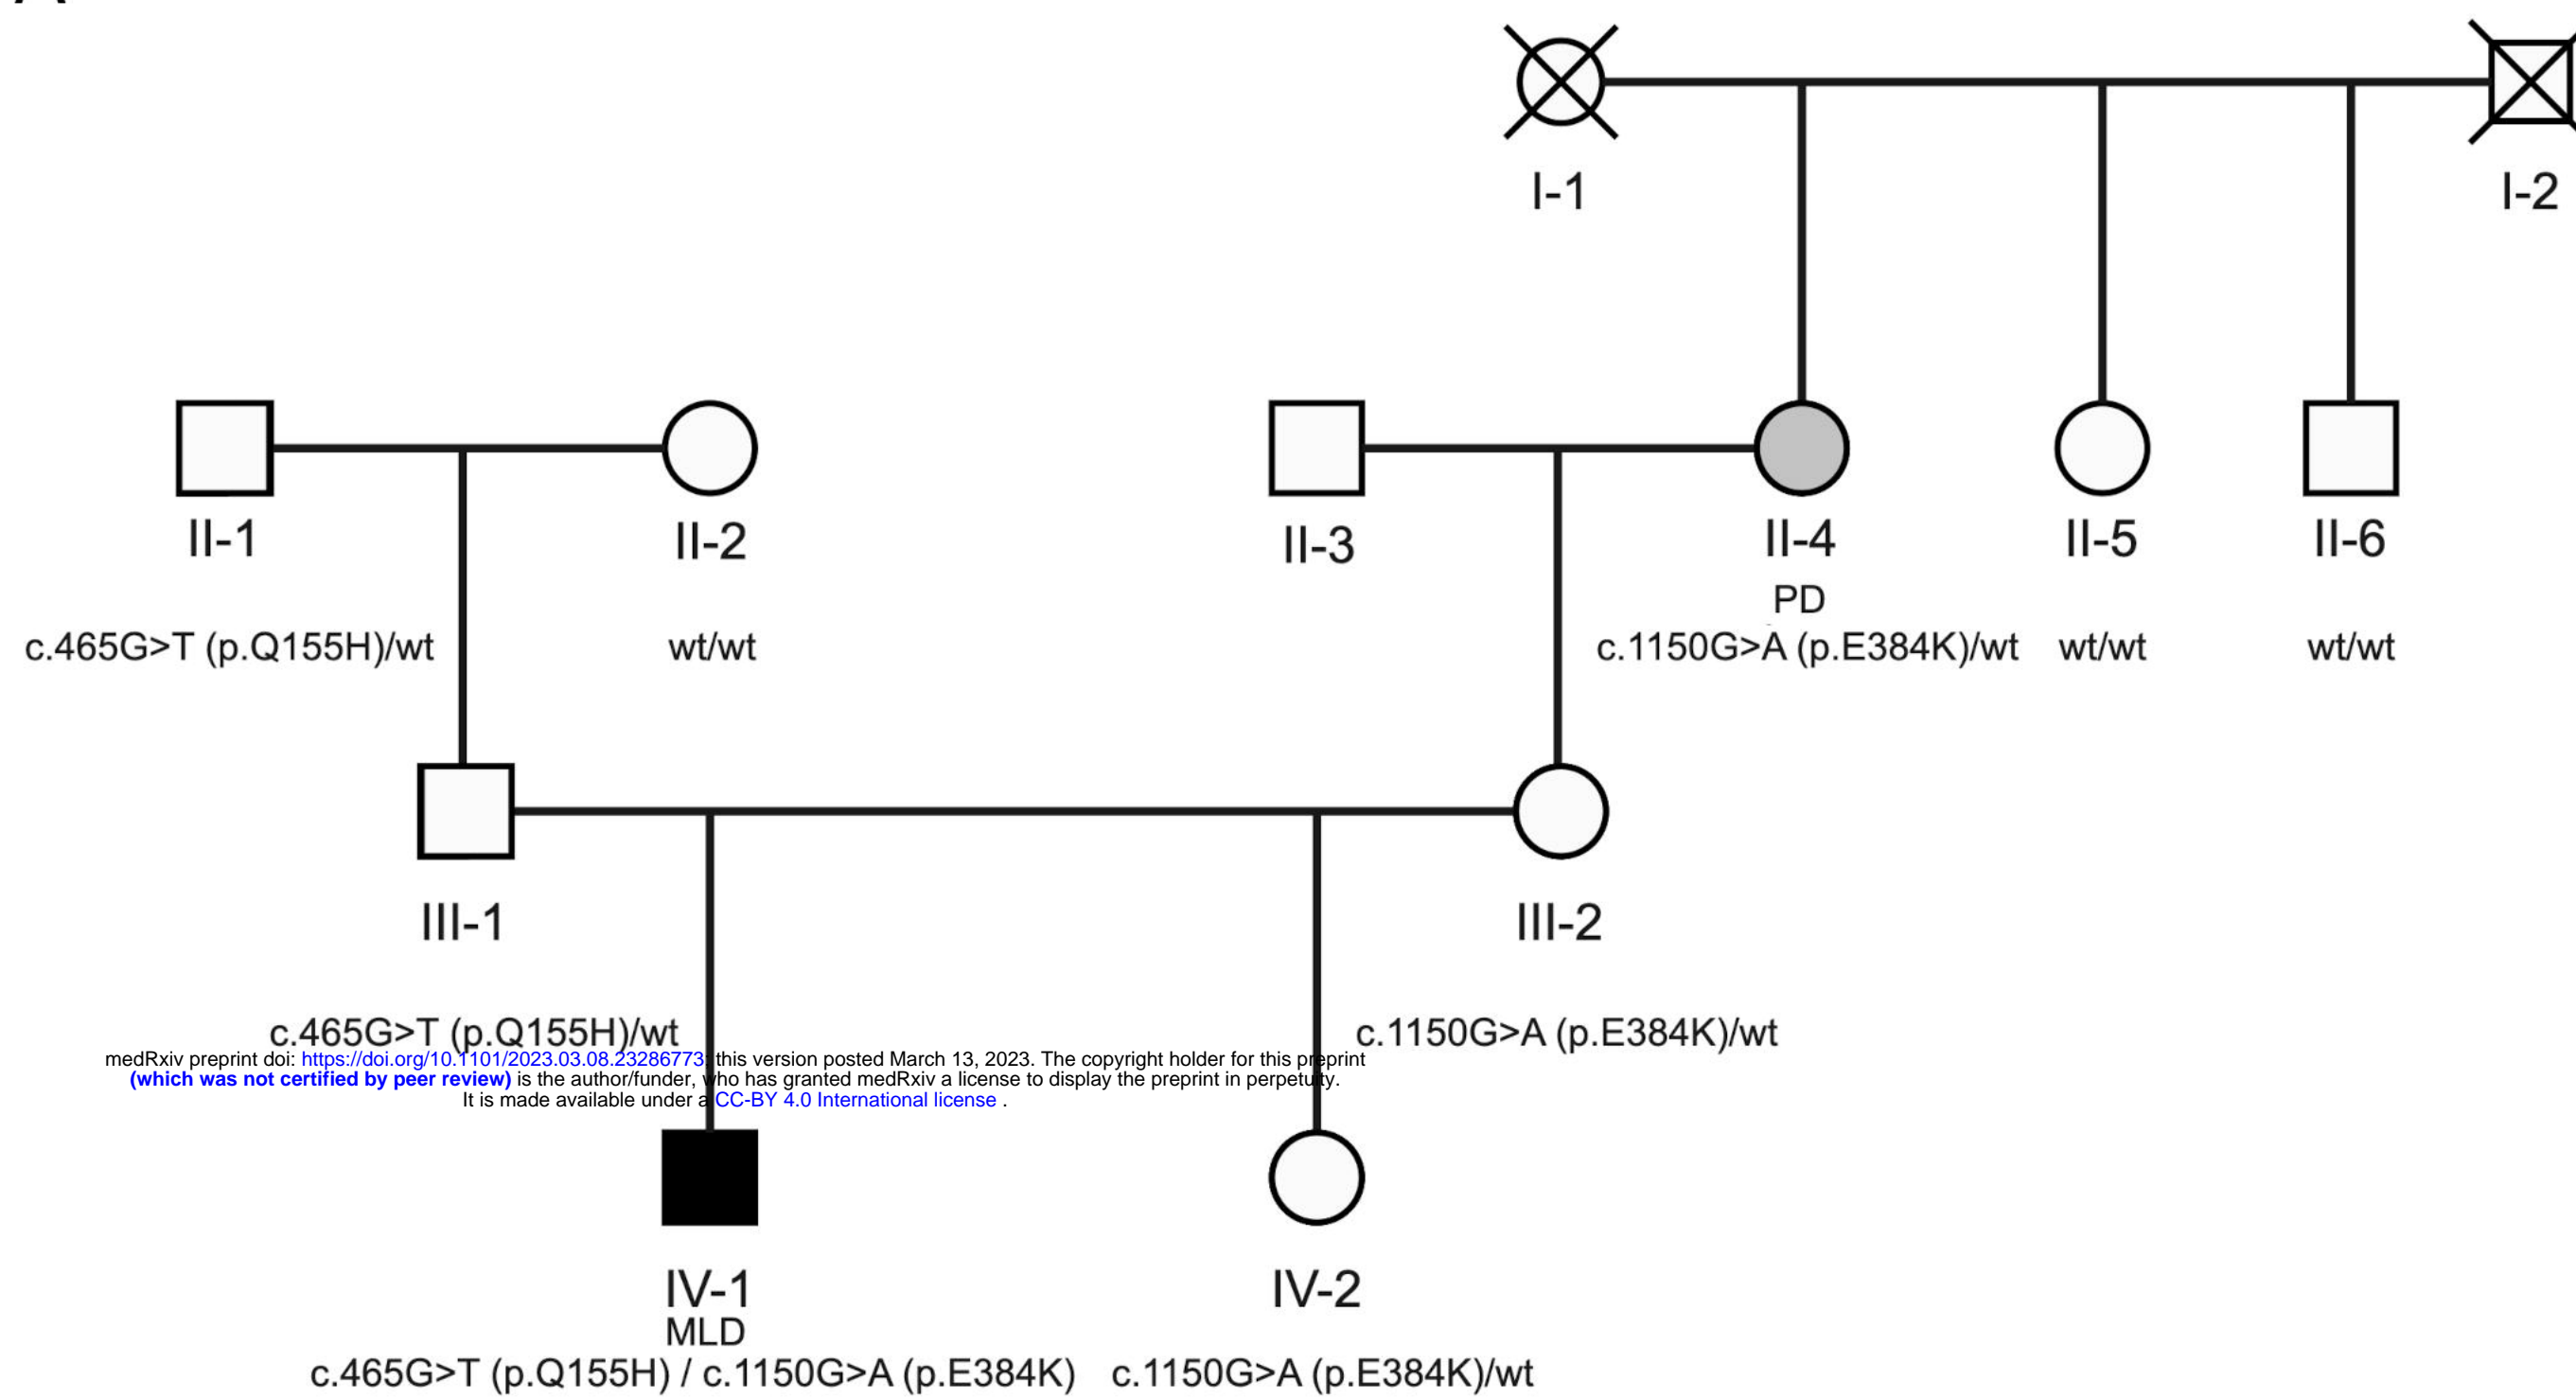 I-1
I-2
II-1
II-2
II-3
II-4
II-5
II-6
PD
c.465G>T (p.Q155H)/wt
wt/wt
c.1150G>A (p.E384K)/wt
wt/wt
wt/wt
III-1
III-2
c.465G>T (p.Q155H)/wt
c.1150G>A (p.E384K)/wt
medRxiv preprint doi: https://doi.org/10.1101/2023.03.08.23286773; this version posted March 13, 2023. The copyright holder for this preprint
(which was not certified by peer review) is the author/funder, who has granted medRxiv a license to display the preprint in perpetuity.
It is made available under a CC-BY 4.0 International license .
IV-1
IV-2
MLD
c.465G>T (p.Q155H) / c.1150G>A (p.E384K)
c.1150G>A (p.E384K)/wt